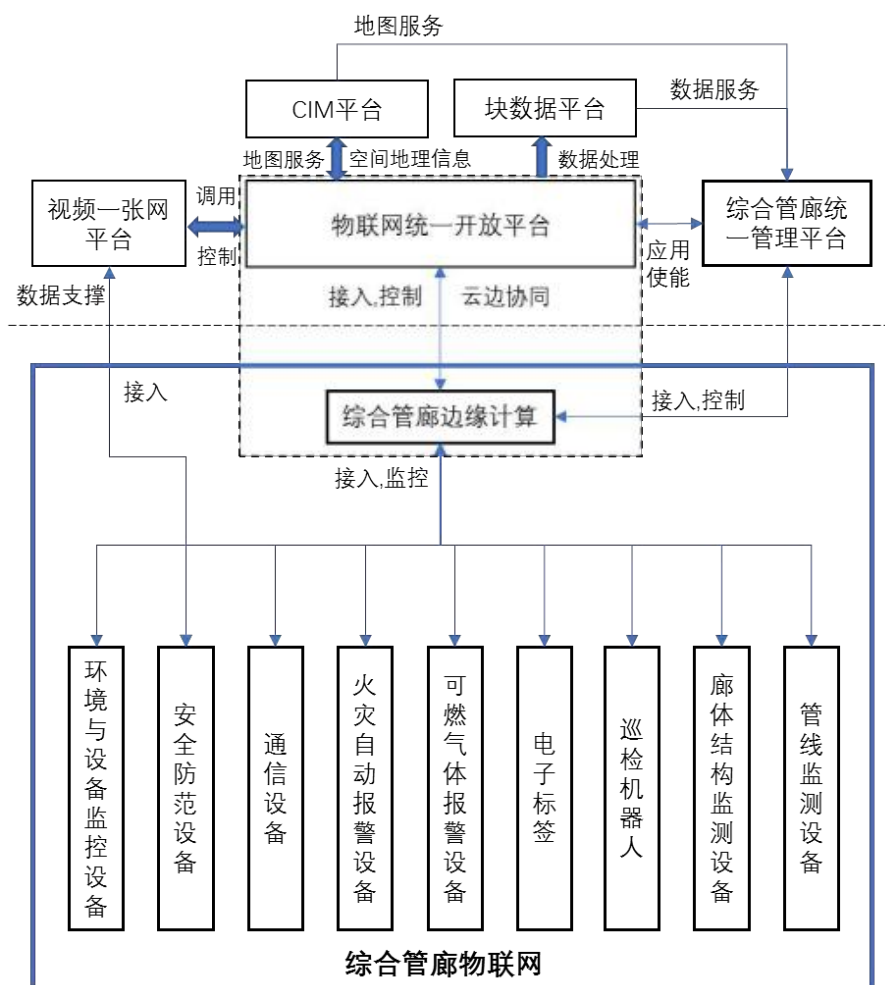 地图服务
CIM平台
块数据平台
数据服务
地图服务
空间地理信息
数据处理
视频一张网
平台
调用
控制
物联网统一开放平台
应用
使能
综合管廊统
一管理平台
数据支撑
接入,控制
云边协同
接入
综合管廊边缘计算
接入,控制
接入,监控
环境与设备监控设备
安全防范设备
通信设备
火灾自动报警设备
可燃气体报警设备
电子标签
巡检机器人
廊体结构监测设备
管线监测设备
综合管廊物联网